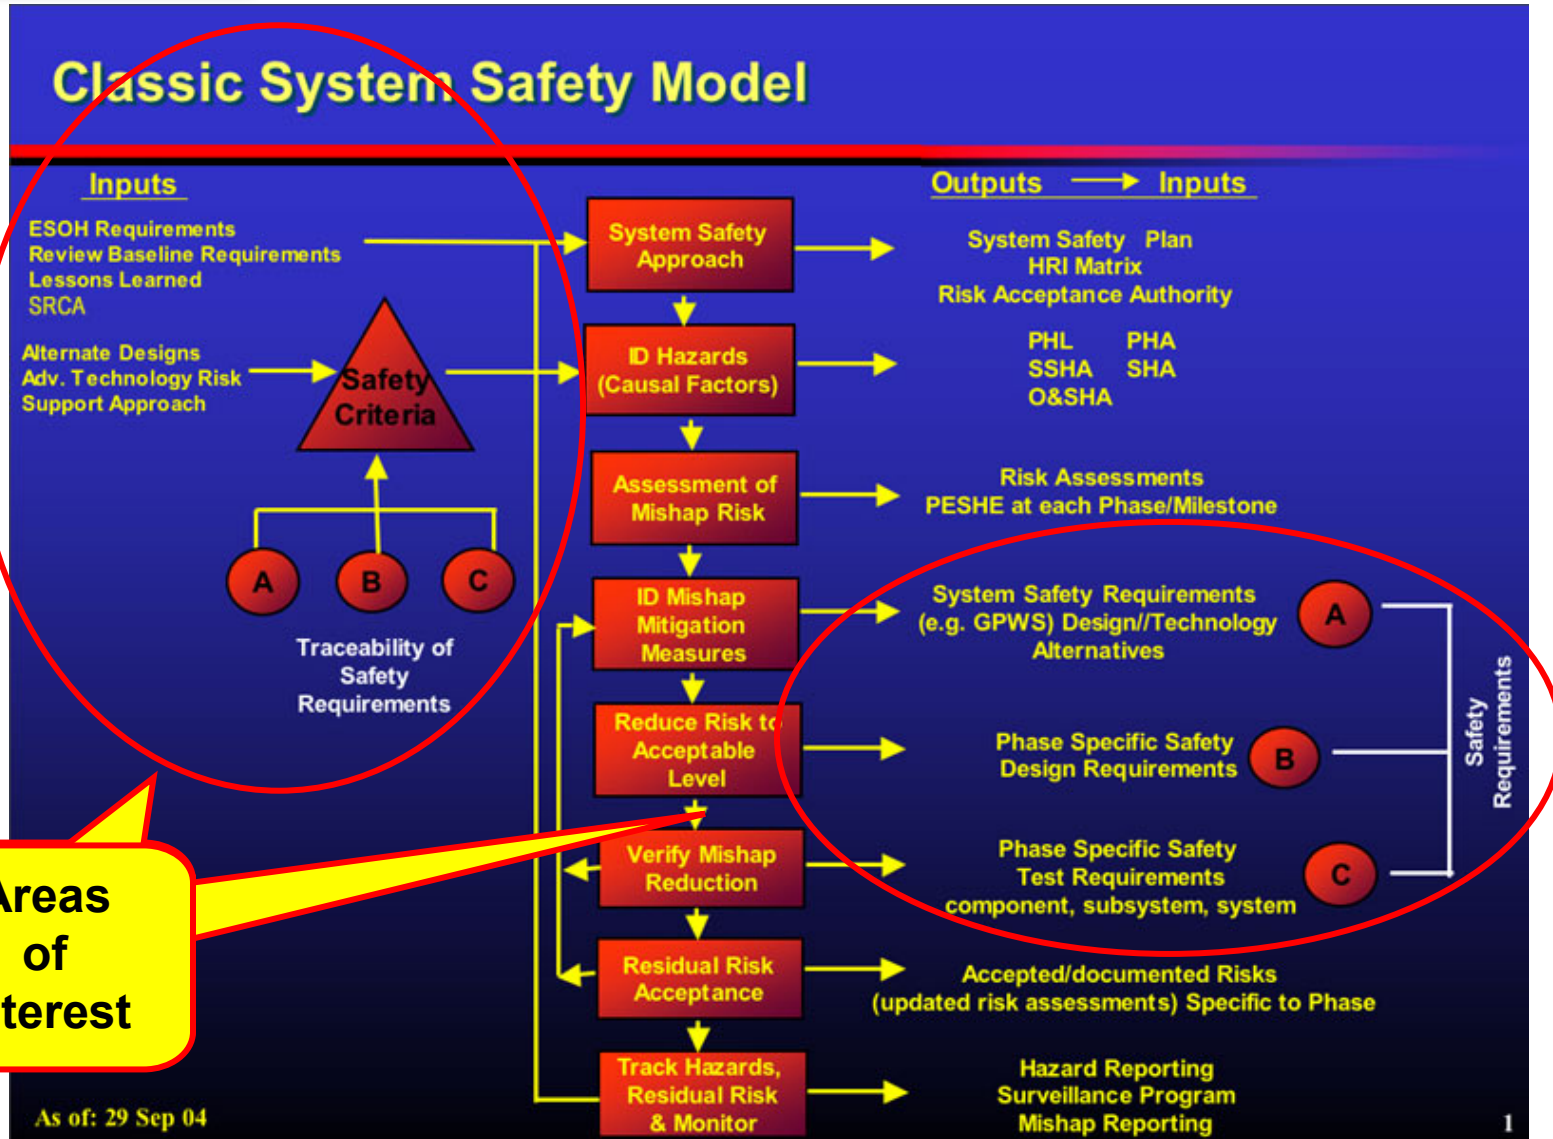 Classic System Safety Model
Inputs
ESOH Requirements
Review Baseline Requirements
Lessons Learned
SRCA
Alternate Designs
Adv. Technology Risk
Support Approach
Safety
Criteria
A
B
C
Traceability of
Safety
Requirements
System Safety
Approach
ID Hazards
(Causal Factors)
Assessment of
Mishap Risk
ID Mishap
Mitigation
Measures
Reduce Risk to
Acceptable
Level
Verify Mishap
Reduction
Residual Risk
Acceptance
Track Hazards,
Residual Risk
& Monitor
Outputs
Inputs
System Safety Plan
HRI Matrix
Risk Acceptance Authority
PHL PHA
SSHA SHA
O&SHA
Risk Assessments
PESHE at each Phase/Milestone
System Safety Requirements
(e.g. GPWS) Design//Technology
Alternatives
A
Phase Specific Safety
Design Requirements
B
Phase Specific Safety
Test Requirements
component, subsystem, system
C
Safety
Requirements
Accepted/documented Risks
(updated risk assessments) Specific to Phase
Hazard Reporting
Surveillance Program
Mishap Reporting
Areas
of
terest
As of: 29 Sep 04
1